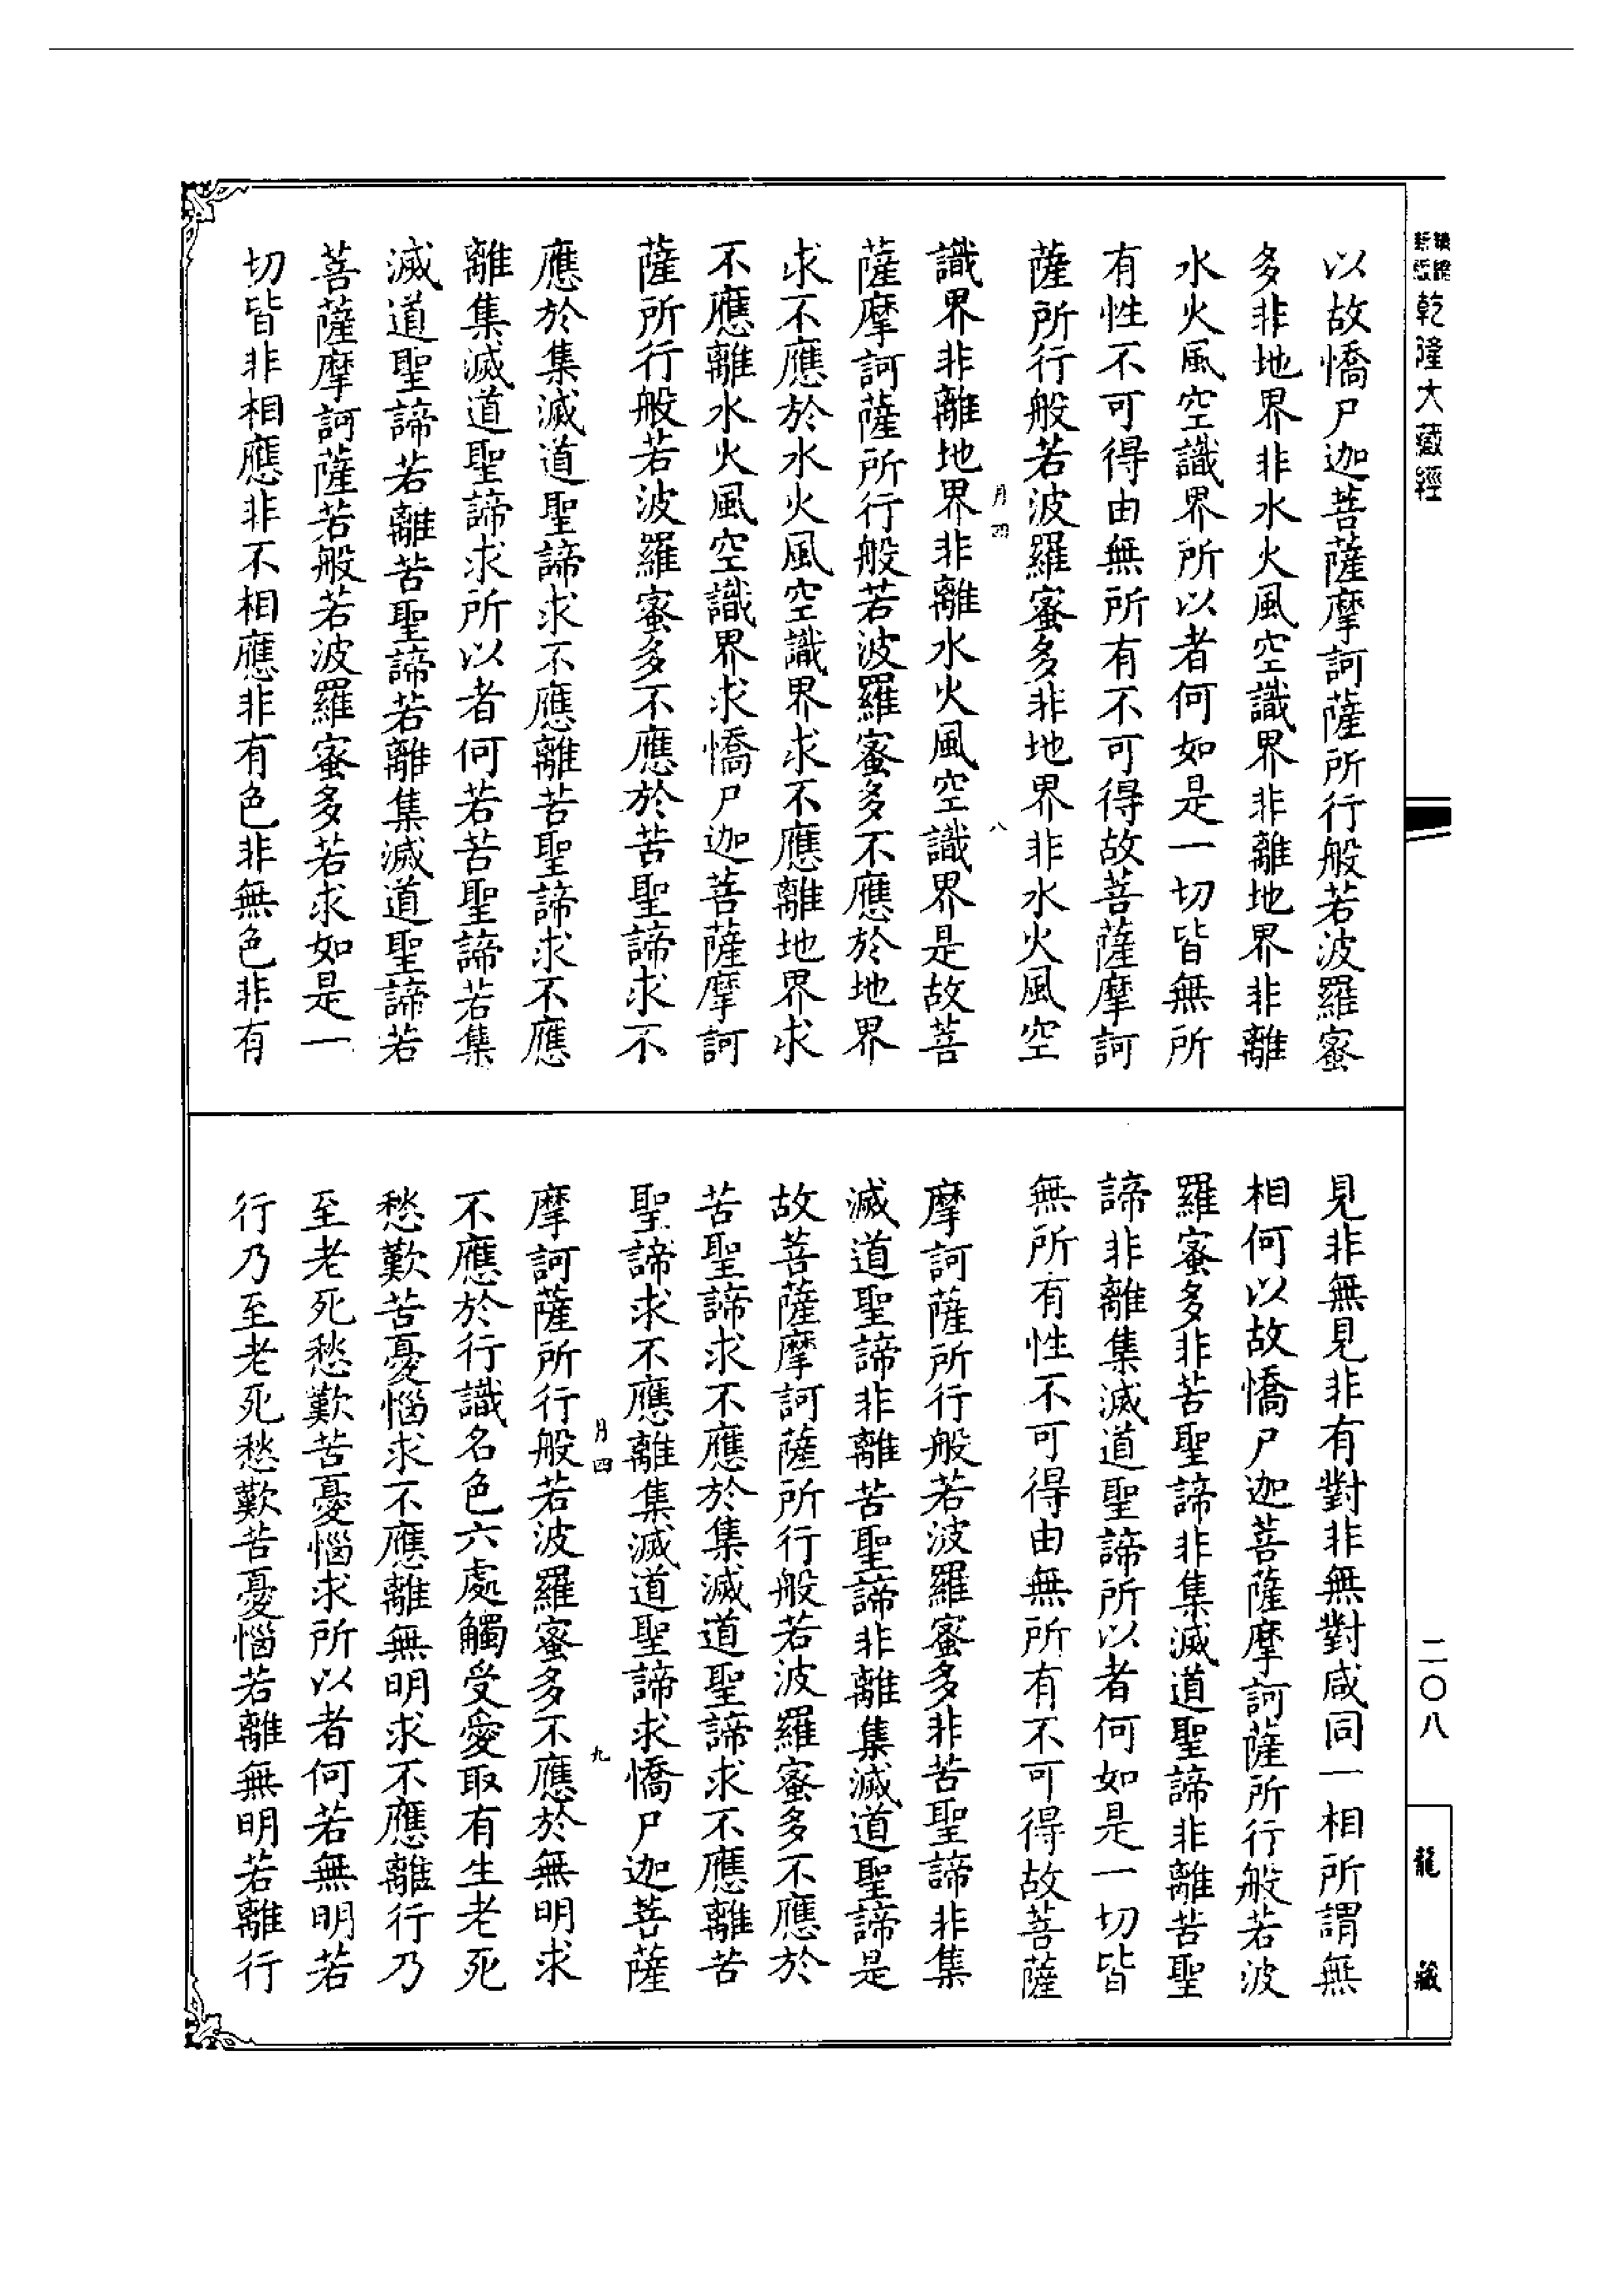 乾隆大藏經
以故憍尸迦菩薩摩訶薩所行般若波羅蜜
多非地界非水火風空識界非離地界非離
水火風空識界所以者何如是一切皆無所
有性不可得由無所有不可得故菩薩摩訶
薩所行般若波羅蜜多非地界非水火風空
月四
八
識界非離地界非離水火風空識界是故菩
薩摩訶薩所行般若波羅蜜多不應於地界
求不應於水火風空識界求不應離地界求
不應離水火風空識界求憍尸迦菩薩摩訶
薩所行般若波羅蜜多不應於苦聖諦求不
應於集滅道聖諦求不應離苦聖諦求不應
離集滅道聖諦求所以者何若苦聖諦若集
滅道聖諦若離苦聖諦若離集滅道聖諦若
菩薩摩訶薩若般若波羅蜜多若求如是一
切皆非相應非不相應非有色非無色非有
見非無見非有對非無對咸同一相所謂無
相何以故憍尸迦菩薩摩訶薩所行般若波
羅蜜多非苦聖諦非集滅道聖諦非離苦聖
諦非離集滅道聖諦所以者何如是一切皆
無所有性不可得由無所有不可得故菩薩
摩訶薩所行般若波羅蜜多非苦聖諦非集
滅道聖諦非離苦聖諦非離集滅道聖諦是
故菩薩摩訶薩所行般若波羅蜜多不應於
苦聖諦求不應於集滅道聖諦求不應離苦
聖諦求不應離集滅道聖諦求憍尸迦菩薩
月四
九
摩訶薩所行般若波羅蜜多不應於無明求
不應於行識名色六處觸受愛取有生老死
愁歎苦憂惱求不應離無明求不應離行乃
至老死愁歎苦憂惱求所以者何若無明若
行乃至老死愁歎苦憂惱若離無明若離行
二〇八
龍藏